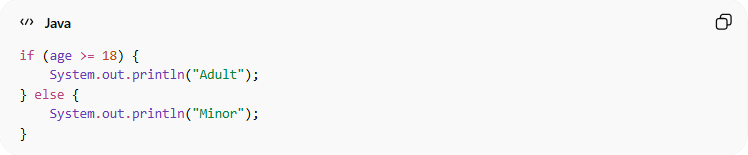 </> Java
if (age >= 18) {
    System.out.println("Adult");
} else {
    System.out.println("Minor");
}